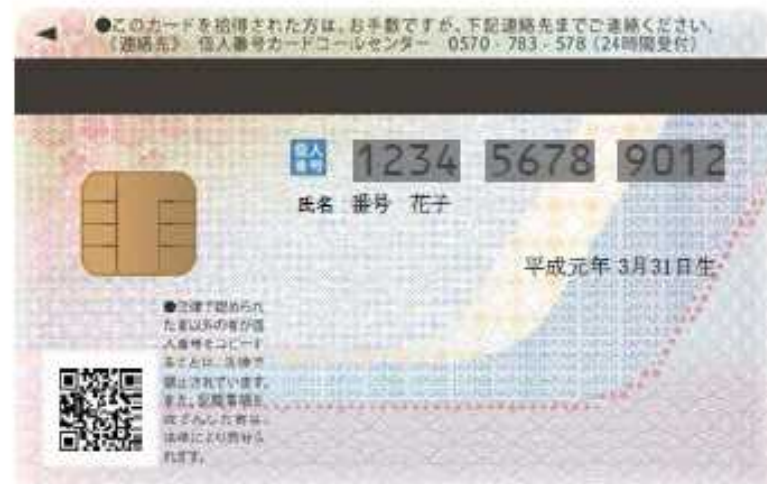 ●このカードを拾得された方は、お手数ですが、下記連絡先までご連絡ください。
《連絡先》 個人番号カードコールセンター 0570-783-578（24時間受付）
個人番号 1234 5678 9012
氏名 番号 花子
平成元年 3月31日生
●法律で認められ
た者以外の者が個
人番号をコピーす
ることは、法律で
禁止されています。
また、記載事項を
改ざんした者は、
法律により罰せら
れます。